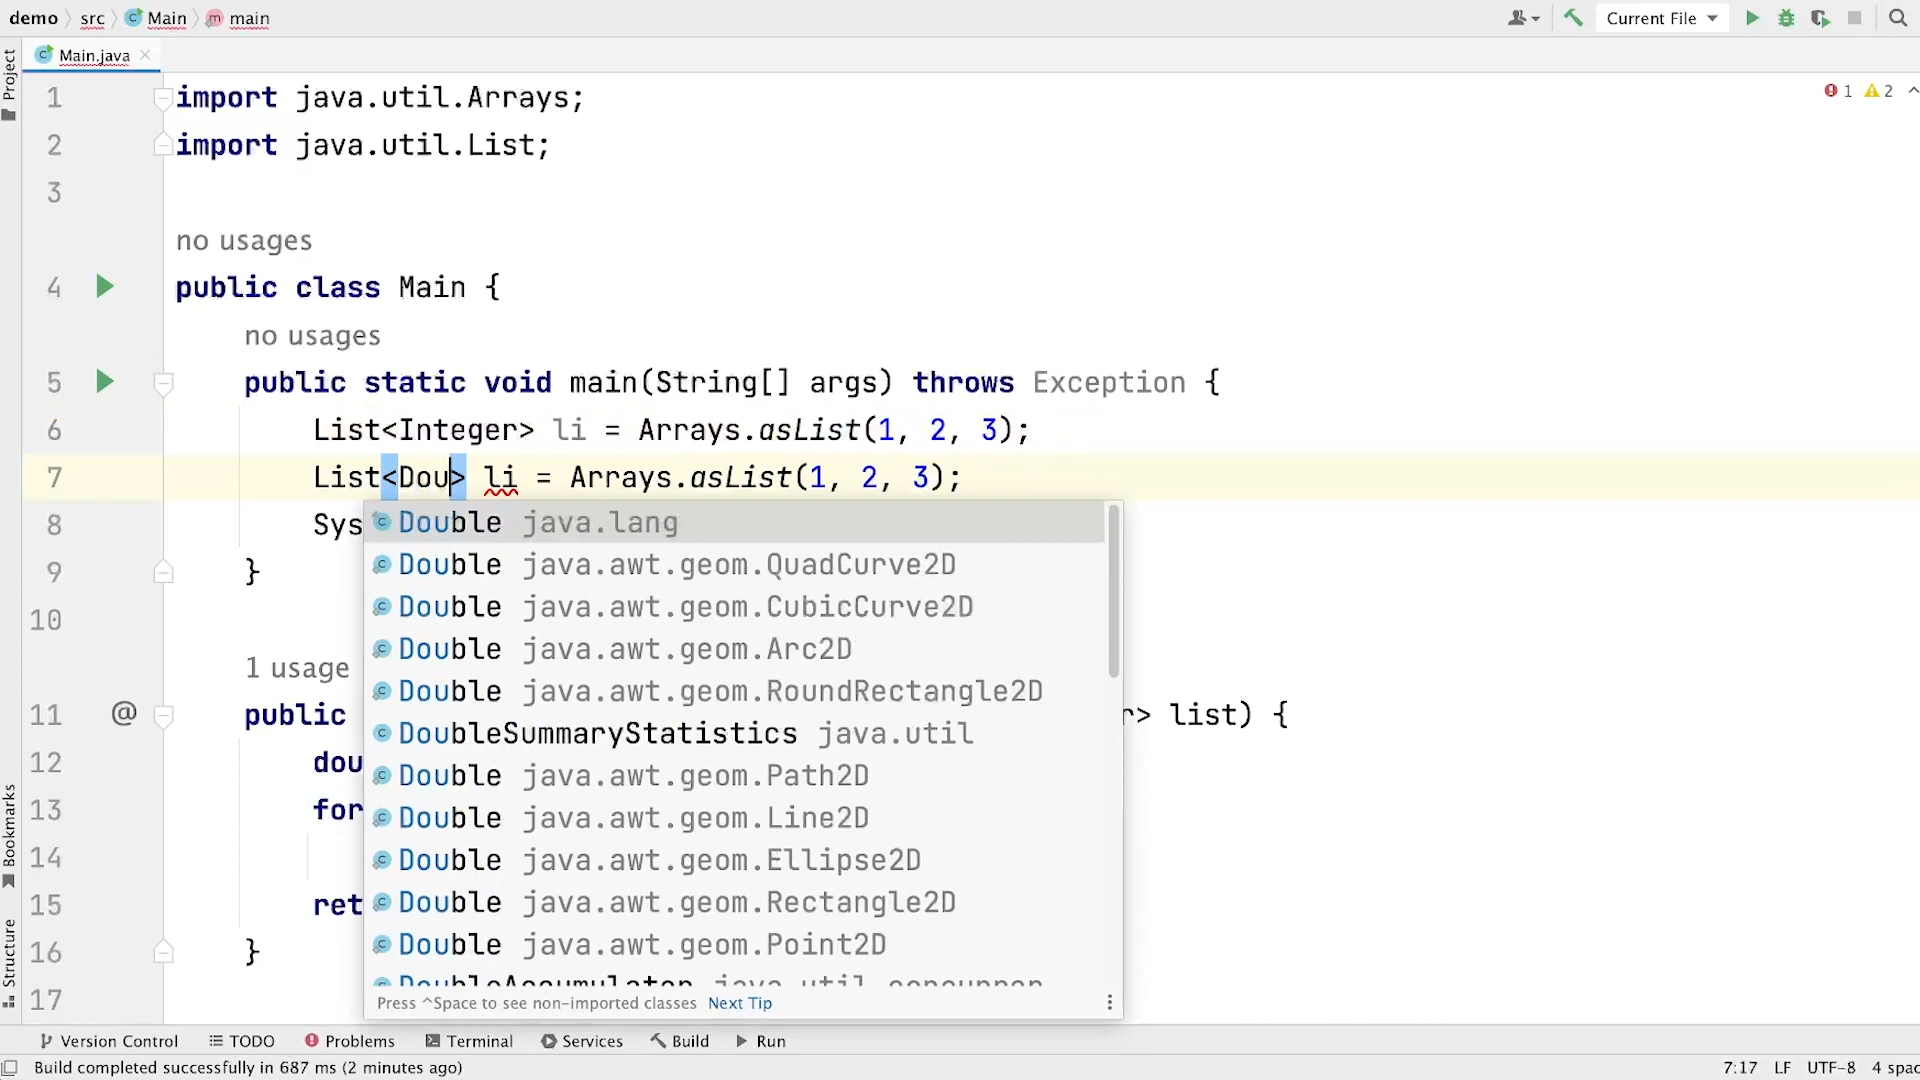 demo src Main main
Current File
Main.java
Project
1 import java.util.Arrays;
1 2
2 import java.util.List;
3
no usages
4 public class Main {
no usages
5 public static void main(String[] args) throws Exception {
6 List<Integer> li = Arrays.asList(1, 2, 3);
7 List<Dou> li = Arrays.asList(1, 2, 3);
8 Sys
Double java.lang
Double java.awt.geom.QuadCurve2D
9 }
Double java.awt.geom.CubicCurve2D
10
Double java.awt.geom.Arc2D
1 usage
Double java.awt.geom.RoundRectangle2D
11 @ public r> list) {
DoubleSummaryStatistics java.util
12 dou
Double java.awt.geom.Path2D
13 for
Double java.awt.geom.Line2D
14
Double java.awt.geom.Ellipse2D
15 ret
Double java.awt.geom.Rectangle2D
16 }
Double java.awt.geom.Point2D
DoubleAccumulator java.util.concurren
17
Press ^Space to see non-imported classes Next Tip
Bookmarks
Structure
Version Control TODO Problems Terminal Services Build Run
Build completed successfully in 687 ms (2 minutes ago)
7:17 LF UTF-8 4 spac